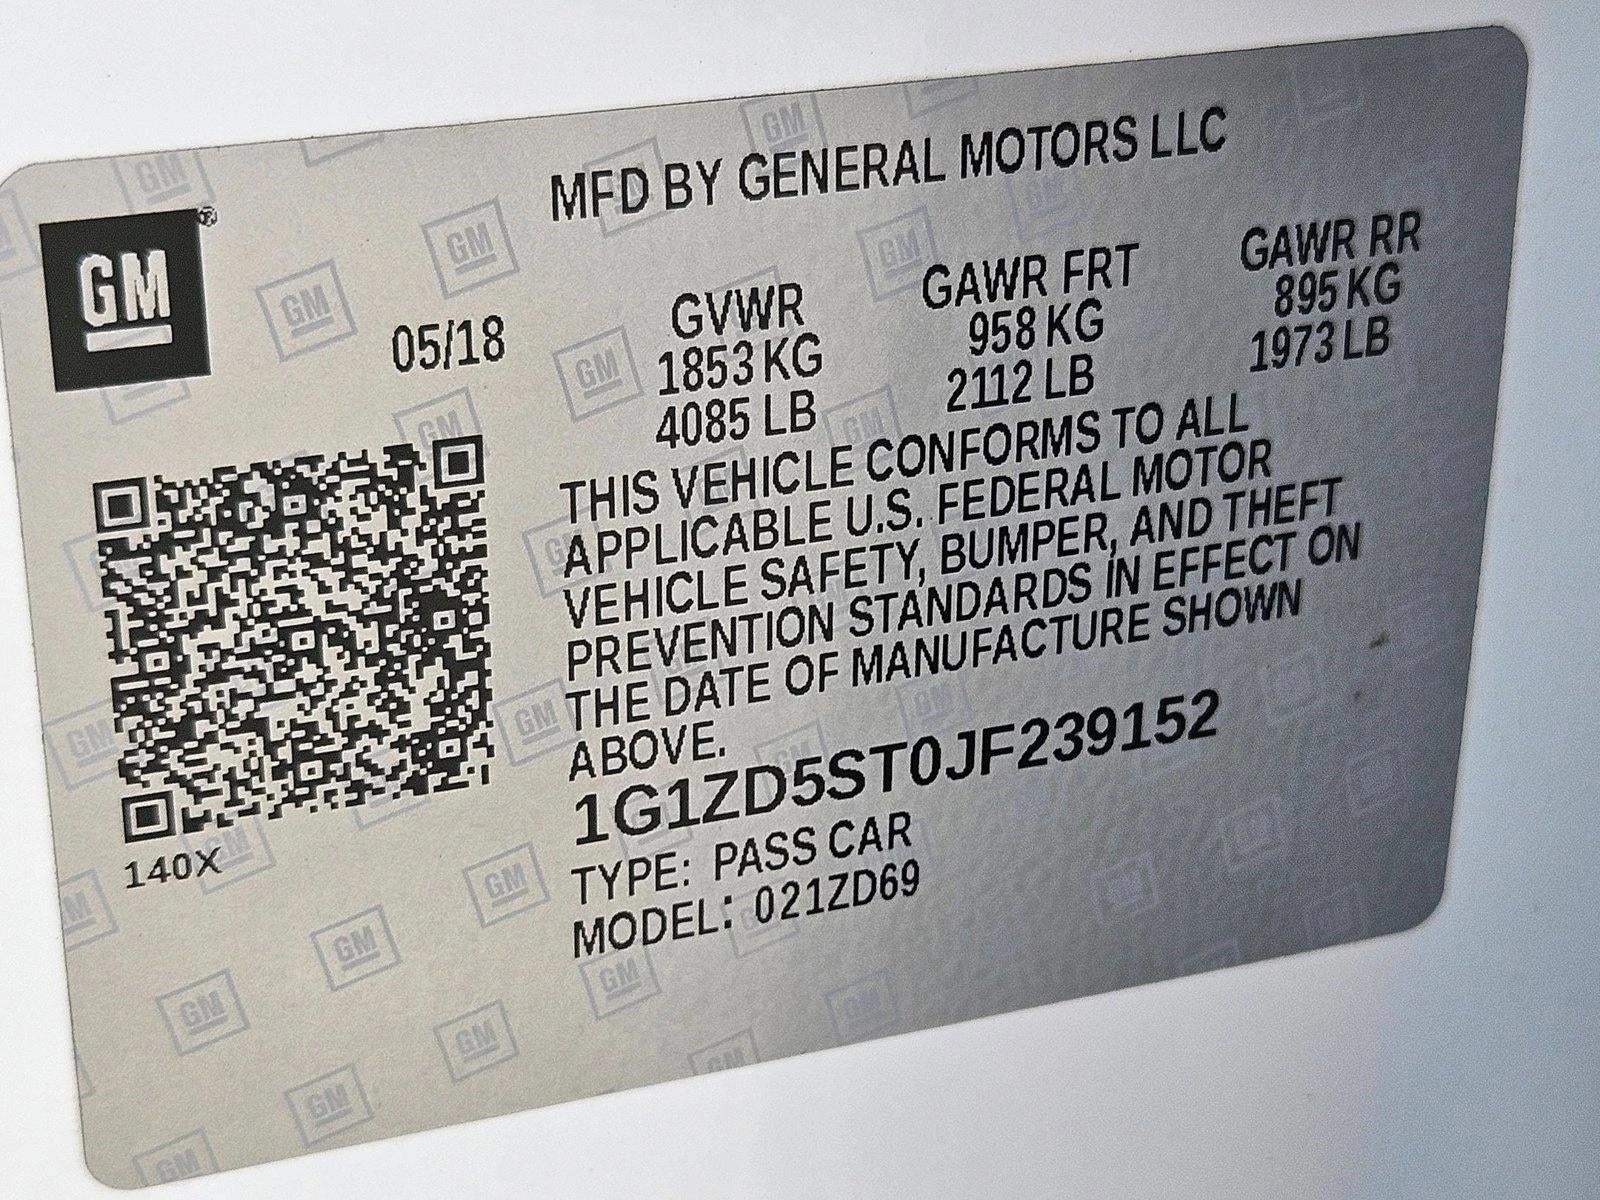 MFD BY GENERAL MOTORS LLC
GM®
05/18
GVWR GAWR FRT GAWR RR
1853 KG 958 KG 895 KG
4085 LB 2112 LB 1973 LB
THIS VEHICLE CONFORMS TO ALL
APPLICABLE U.S. FEDERAL MOTOR
VEHICLE SAFETY, BUMPER, AND THEFT
PREVENTION STANDARDS IN EFFECT ON
THE DATE OF MANUFACTURE SHOWN
ABOVE.
1G1ZD5ST0JF239152
140X
TYPE: PASS CAR
MODEL: 021ZD69